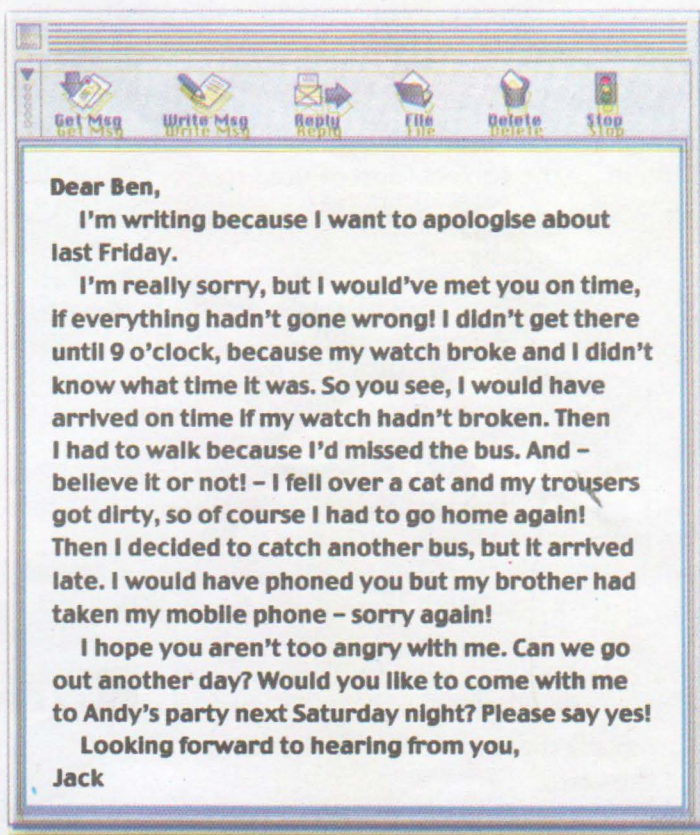 Get Msg Write Msg Reply File Delete Stop
Dear Ben,
I'm writing because I want to apologise about
last Friday.
I'm really sorry, but I would've met you on time,
if everything hadn't gone wrong! I didn't get there
until 9 o'clock, because my watch broke and I didn't
know what time it was. So you see, I would have
arrived on time if my watch hadn't broken. Then
I had to walk because I'd missed the bus. And –
believe it or not! – I fell over a cat and my trousers
got dirty, so of course I had to go home again!
Then I decided to catch another bus, but it arrived
late. I would have phoned you but my brother had
taken my mobile phone – sorry again!
I hope you aren't too angry with me. Can we go
out another day? Would you like to come with me
to Andy's party next Saturday night? Please say yes!
Looking forward to hearing from you,
Jack